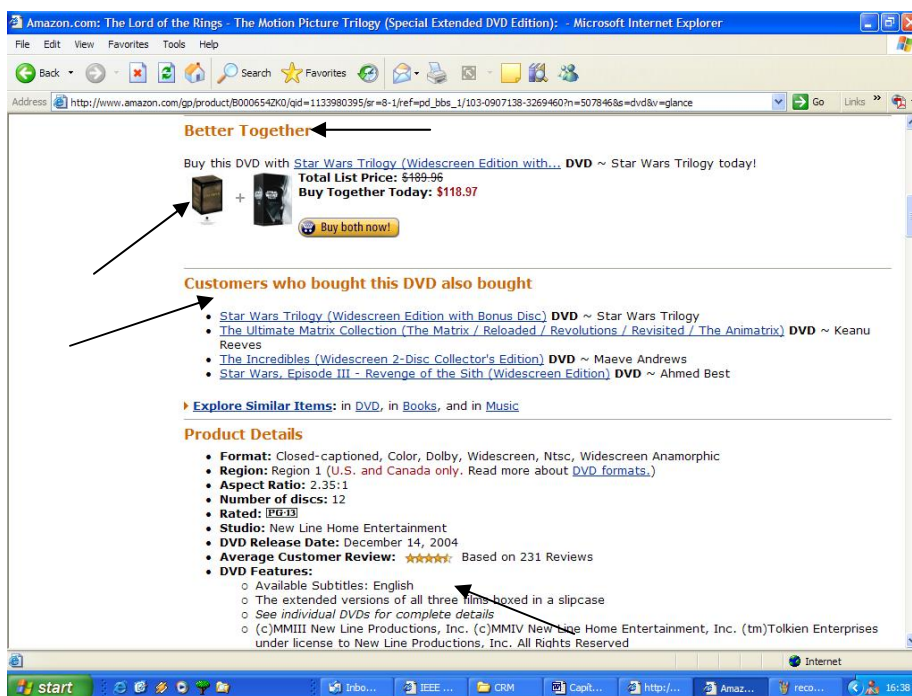 Amazon.com: The Lord of the Rings - The Motion Picture Trilogy (Special Extended DVD Edition): - Microsoft Internet Explorer
File Edit View Favorites Tools Help
Back Search Favorites
Address http://www.amazon.com/gp/product/B000654ZK0/qid=1133980395/sr=8-1/ref=pd_bbs_1/103-0907138-3269460?n=507846&s=dvd&v=glance Go Links »
Better Together
Buy this DVD with Star Wars Trilogy (Widescreen Edition with... DVD ~ Star Wars Trilogy today!
Total List Price: $189.96
+ Buy Together Today: $118.97
Buy both now!
Customers who bought this DVD also bought
• Star Wars Trilogy (Widescreen Edition with Bonus Disc) DVD ~ Star Wars Trilogy
• The Ultimate Matrix Collection (The Matrix / Reloaded / Revolutions / Revisited / The Animatrix) DVD ~ Keanu
Reeves
• The Incredibles (Widescreen 2-Disc Collector's Edition) DVD ~ Maeve Andrews
• Star Wars, Episode III - Revenge of the Sith (Widescreen Edition) DVD ~ Ahmed Best
Explore Similar Items: in DVD, in Books, and in Music
Product Details
• Format: Closed-captioned, Color, Dolby, Widescreen, Ntsc, Widescreen Anamorphic
• Region: Region 1 (U.S. and Canada only. Read more about DVD formats.)
• Aspect Ratio: 2.35:1
• Number of discs: 12
• Rated: PG-13
• Studio: New Line Home Entertainment
• DVD Release Date: December 14, 2004
• Average Customer Review: Based on 231 Reviews
• DVD Features:
o Available Subtitles: English
o The extended versions of all three films boxed in a slipcase
o See individual DVDs for complete details
o (c)MMIII New Line Productions, Inc. (c)MMIV New Line Home Entertainment, Inc. (tm)Tolkien Enterprises
under license to New Line Productions, Inc. All Rights Reserved
Internet
start Inbo... IEEE ... CRM Capít... http:/... Amaz... reco... 16:38